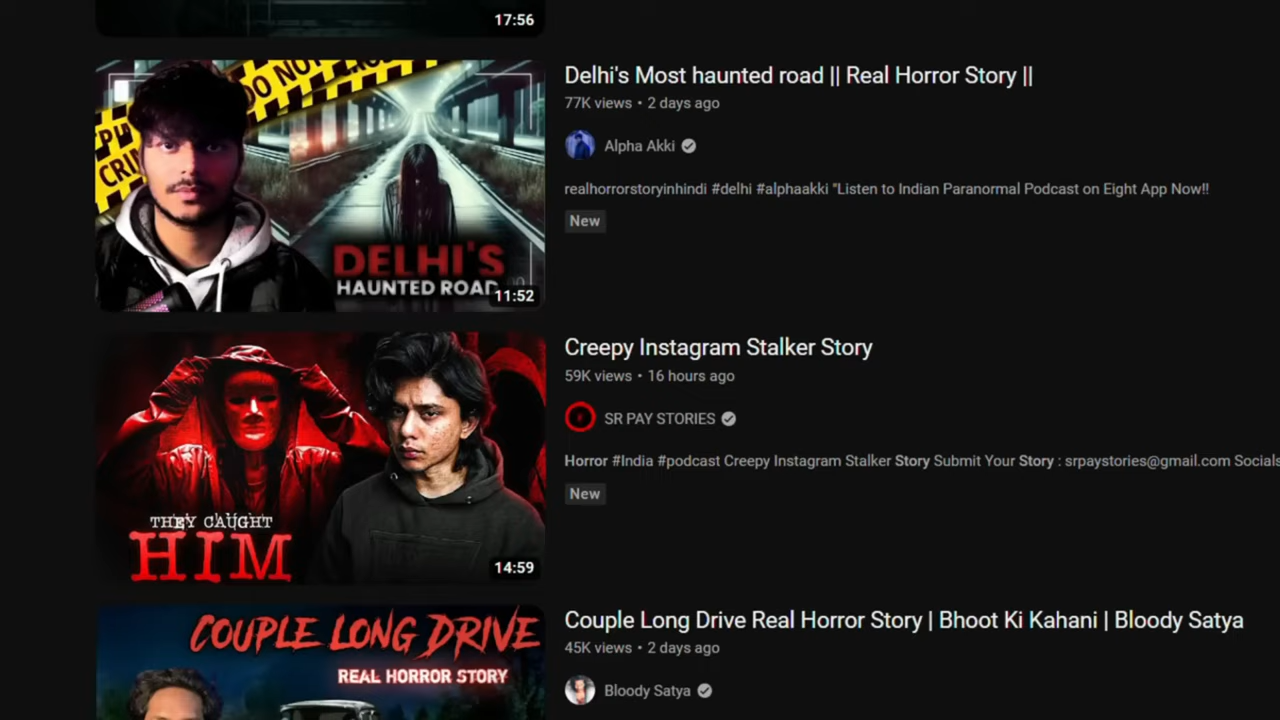 17:56
DO NOT
CRIM
DELHI'S
HAUNTED ROAD
11:52
Delhi's Most haunted road || Real Horror Story ||
77K views • 2 days ago
Alpha Akki
realhorrorstoryinhindi #delhi #alphaakki "Listen to Indian Paranormal Podcast on Eight App Now!!
New
THEY CAUGHT
HIM
14:59
Creepy Instagram Stalker Story
59K views • 16 hours ago
SR PAY STORIES
Horror #India #podcast Creepy Instagram Stalker Story Submit Your Story : srpaystories@gmail.com Socials
New
COUPLE LONG DRIVE
REAL HORROR STORY
Couple Long Drive Real Horror Story | Bhoot Ki Kahani | Bloody Satya
45K views • 2 days ago
Bloody Satya